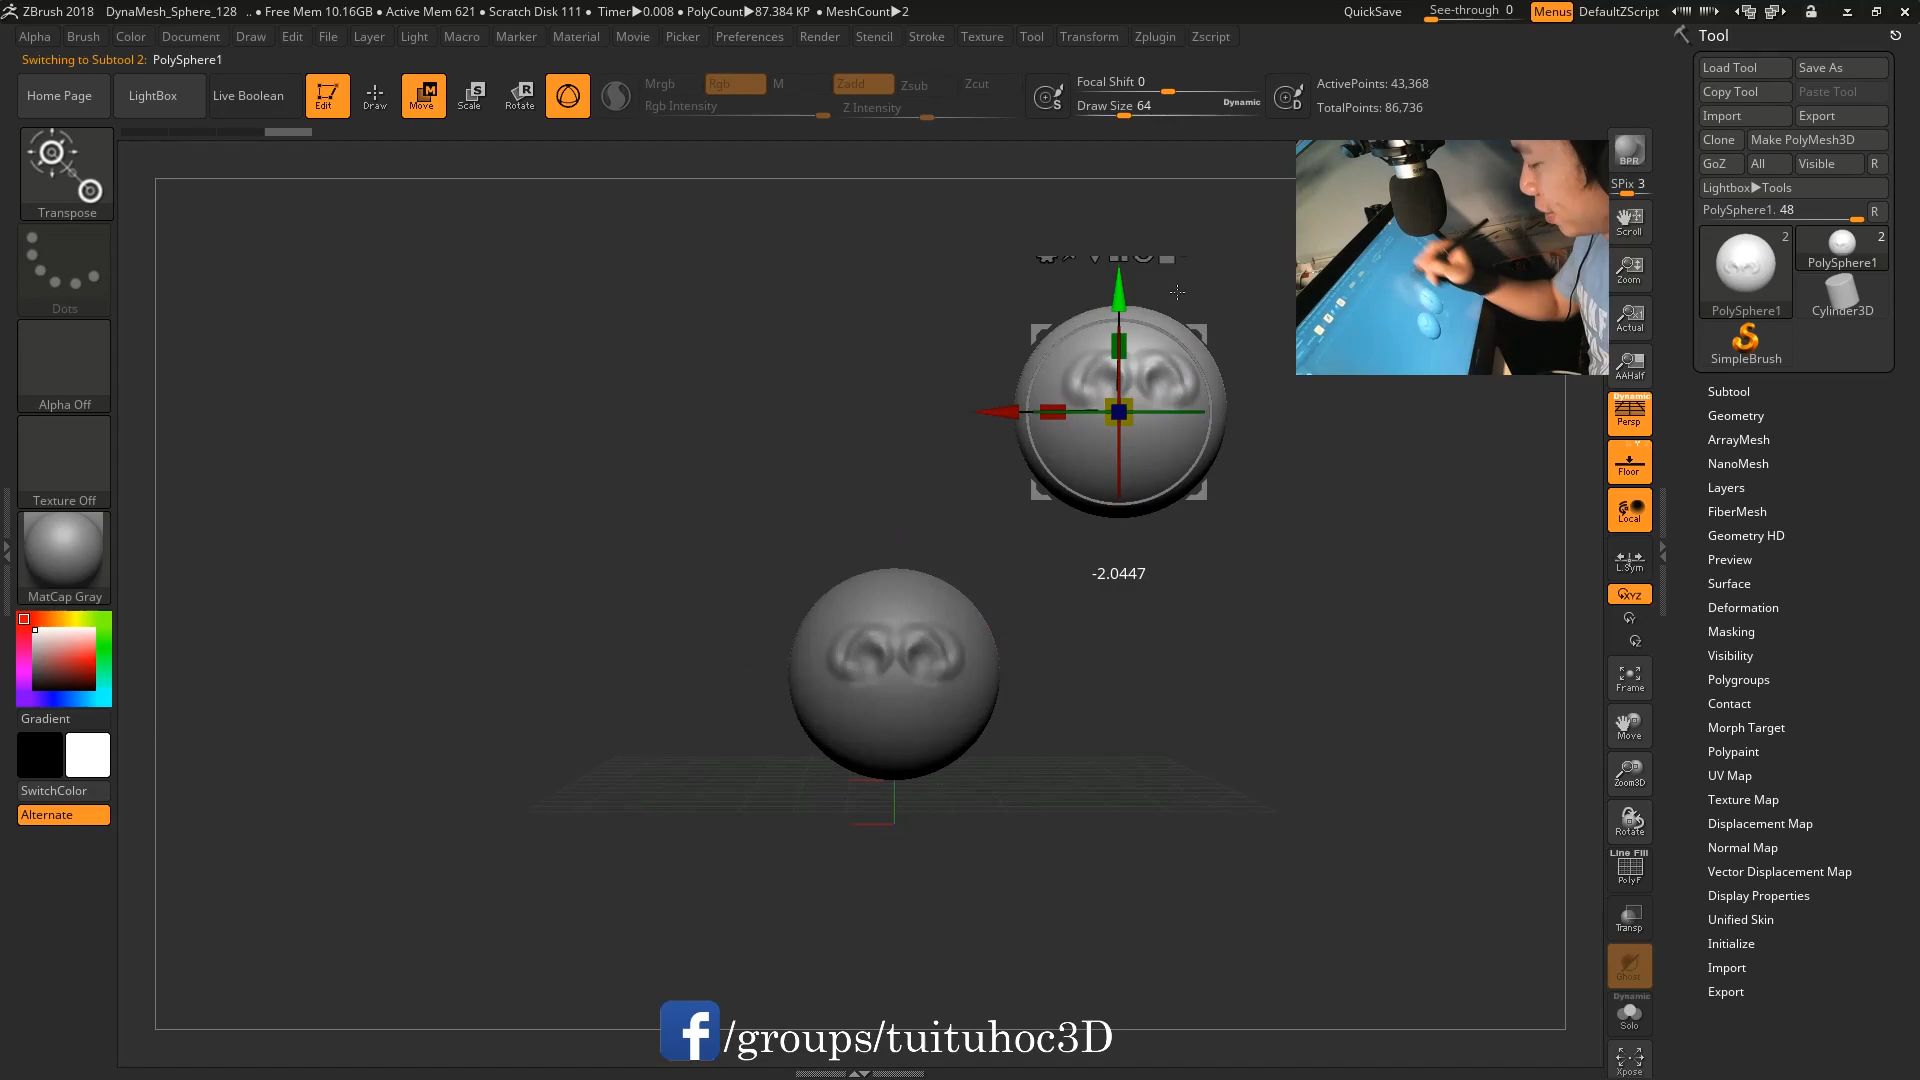 ZBrush 2018 DynaMesh_Sphere_128 .. ● Free Mem 10.16GB ● Active Mem 621 ● Scratch Disk 111 ● Timer▶0.008 ● PolyCount▶87.384 KP ● MeshCount▶2 QuickSave See-through 0 Menus DefaultZScript
Alpha Brush Color Document Draw Edit File Layer Light Macro Marker Material Movie Picker Preferences Render Stencil Stroke Texture Tool Transform Zplugin Zscript
Switching to Subtool 2: PolySphere1
Home Page LightBox Live Boolean Edit Draw Move Scale Rotate
Mrgb Rgb M Zadd Zsub Zcut
Rgb Intensity Z Intensity
Focal Shift 0
Draw Size 64 Dynamic
ActivePoints: 43,368
TotalPoints: 86,736
Transpose
Dots
Alpha Off
Texture Off
MatCap Gray
Gradient
SwitchColor
Alternate
-2.0447
/groups/tuituhoc3D
BPR
SPix 3
Scroll
Zoom
Actual
AAHalf
Dynamic
Persp
Floor
Local
L.Sym
XYZ
Y
Z
Frame
Move
Zoom3D
Rotate
Line Fill
PolyF
Transp
Ghost
Dynamic
Solo
Xpose
Tool
Load Tool Save As
Copy Tool Paste Tool
Import Export
Clone Make PolyMesh3D
GoZ All Visible R
Lightbox▶Tools
PolySphere1. 48 R
2 2
PolySphere1
PolySphere1 Cylinder3D
SimpleBrush
Subtool
Geometry
ArrayMesh
NanoMesh
Layers
FiberMesh
Geometry HD
Preview
Surface
Deformation
Masking
Visibility
Polygroups
Contact
Morph Target
Polypaint
UV Map
Texture Map
Displacement Map
Normal Map
Vector Displacement Map
Display Properties
Unified Skin
Initialize
Import
Export